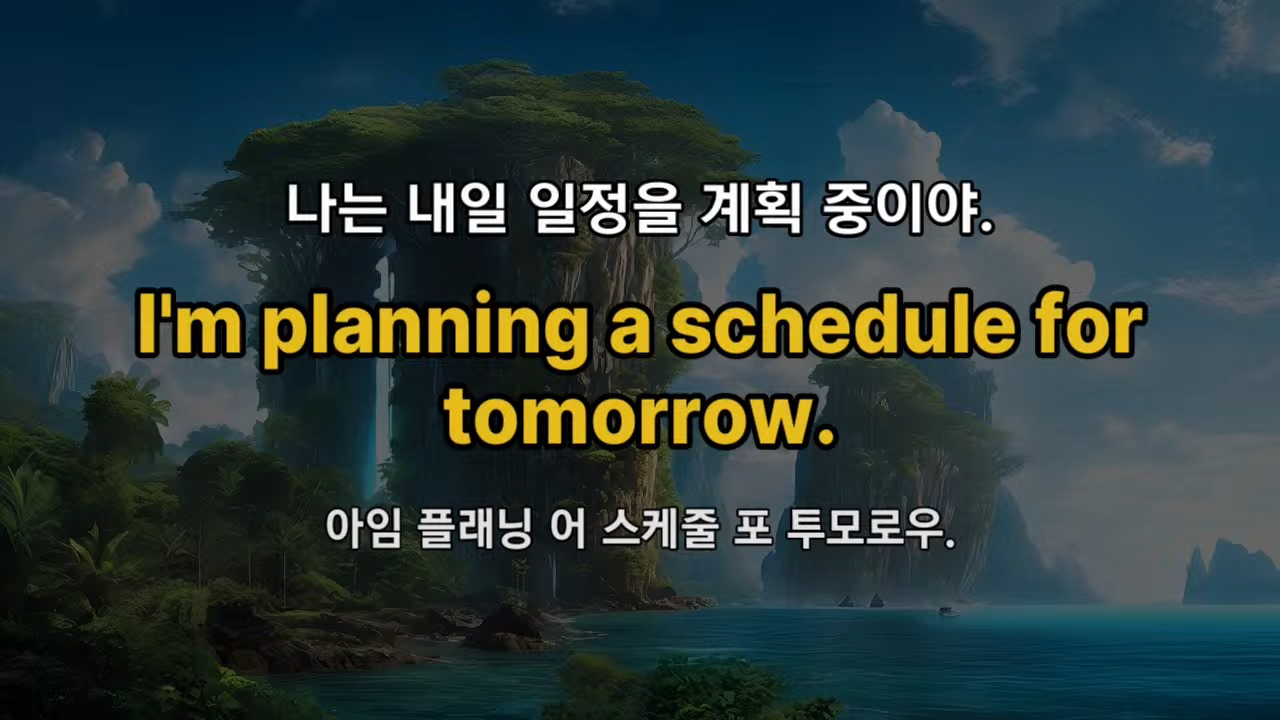 나는 내일 일정을 계획 중이야.
I'm planning a schedule for
tomorrow.
아임 플래닝 어 스케줄 포 투모로우.